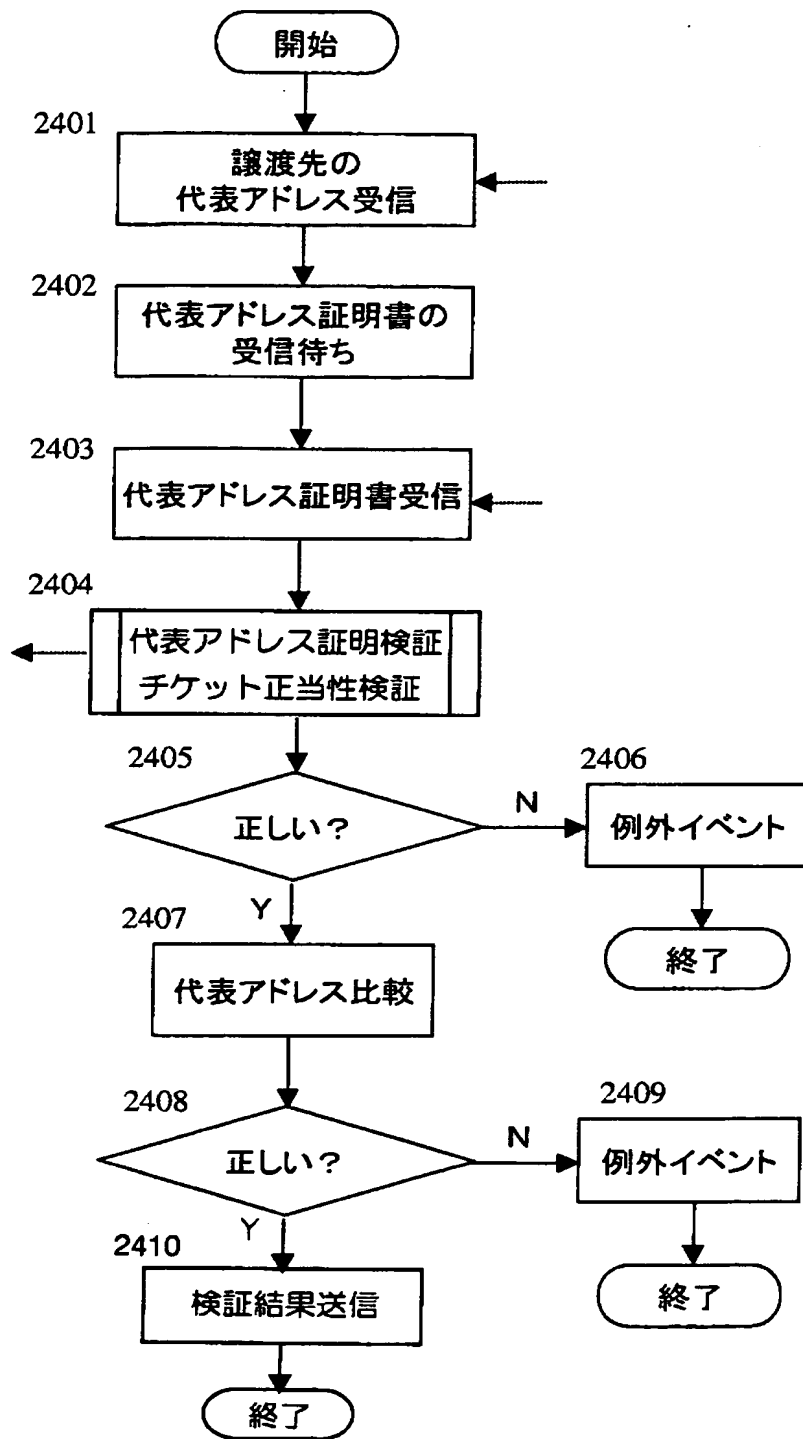 開始
2401
譲渡先の
代表アドレス受信
2402
代表アドレス証明書の
受信待ち
2403
代表アドレス証明書受信
2404
代表アドレス証明検証
チケット正当性検証
2405
正しい?
N
2406
例外イベント
終了
Y
2407
代表アドレス比較
2408
正しい?
N
2409
例外イベント
終了
Y
2410
検証結果送信
終了